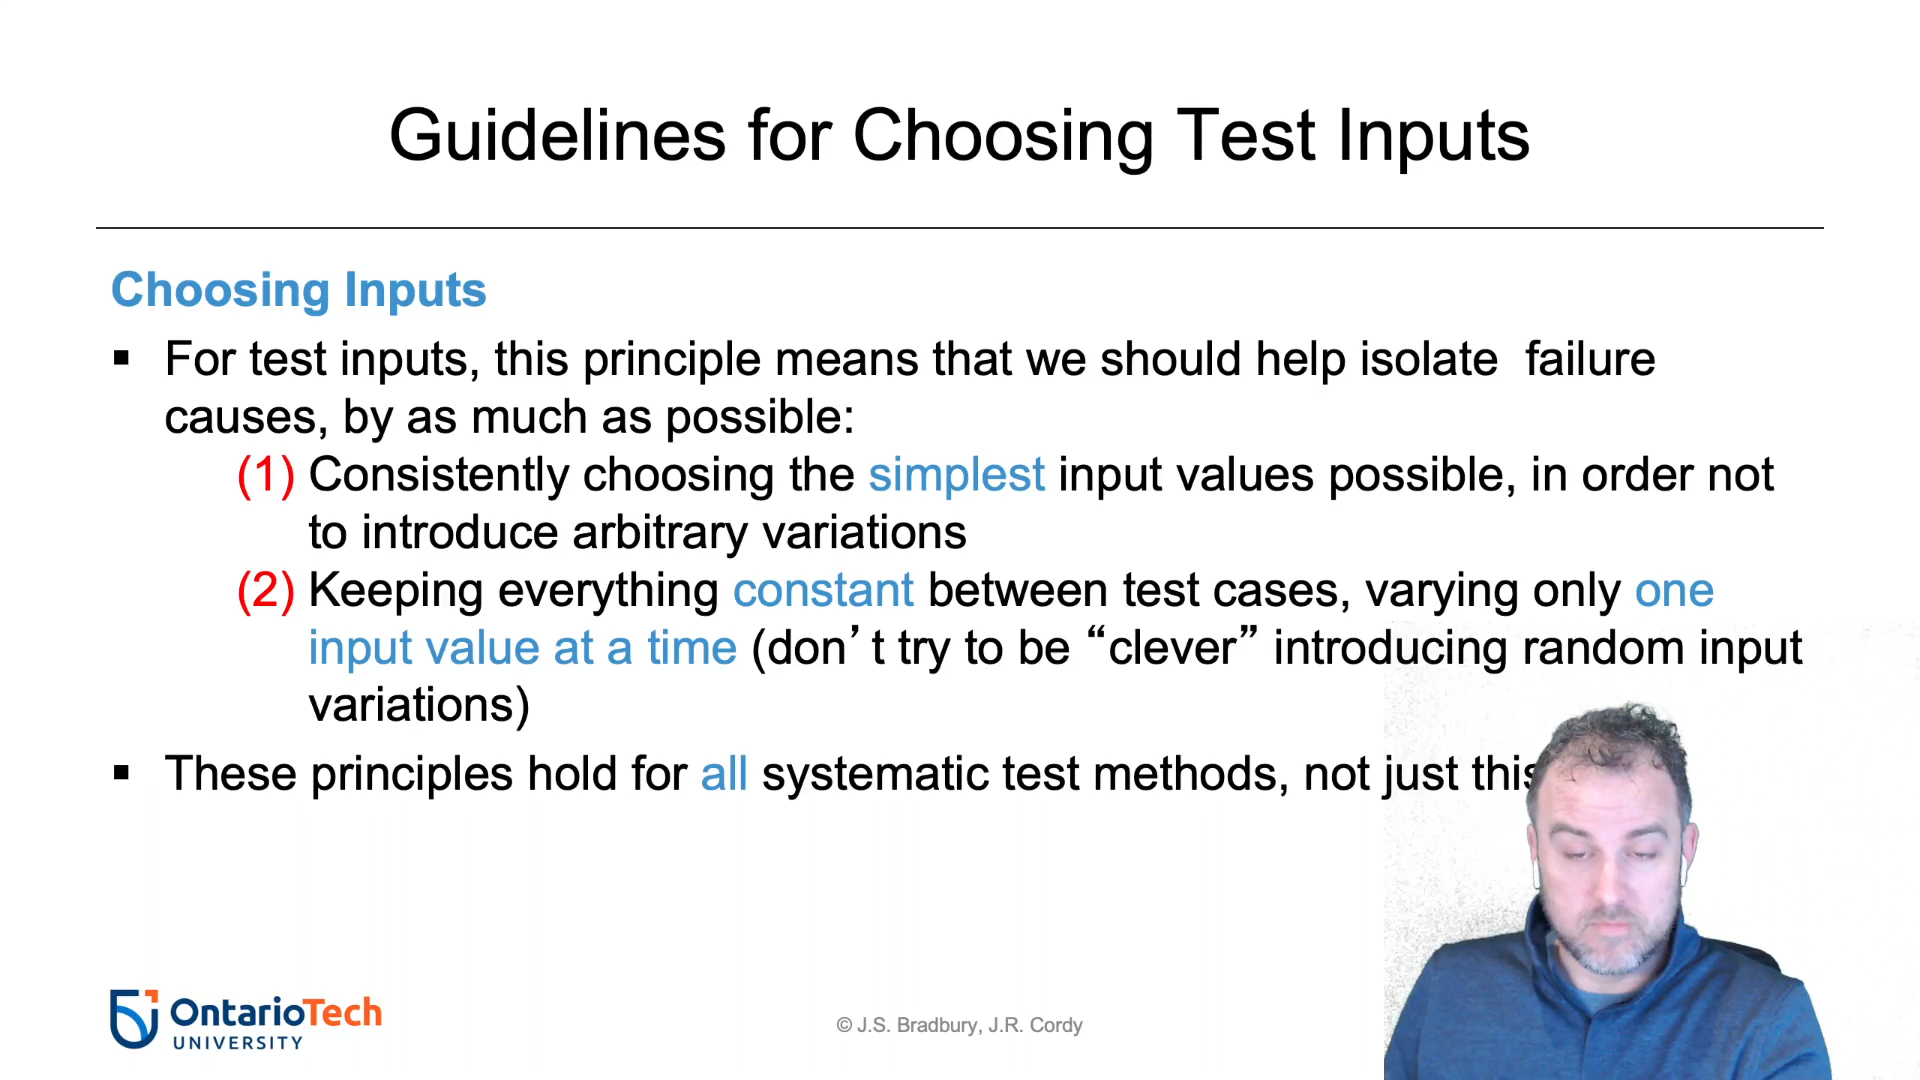 Guidelines for Choosing Test Inputs
Choosing Inputs
▪ For test inputs, this principle means that we should help isolate failure
causes, by as much as possible:
(1) Consistently choosing the simplest input values possible, in order not
to introduce arbitrary variations
(2) Keeping everything constant between test cases, varying only one
input value at a time (don’t try to be “clever” introducing random input
variations)
▪ These principles hold for all systematic test methods, not just this
OntarioTech
UNIVERSITY
© J.S. Bradbury, J.R. Cordy